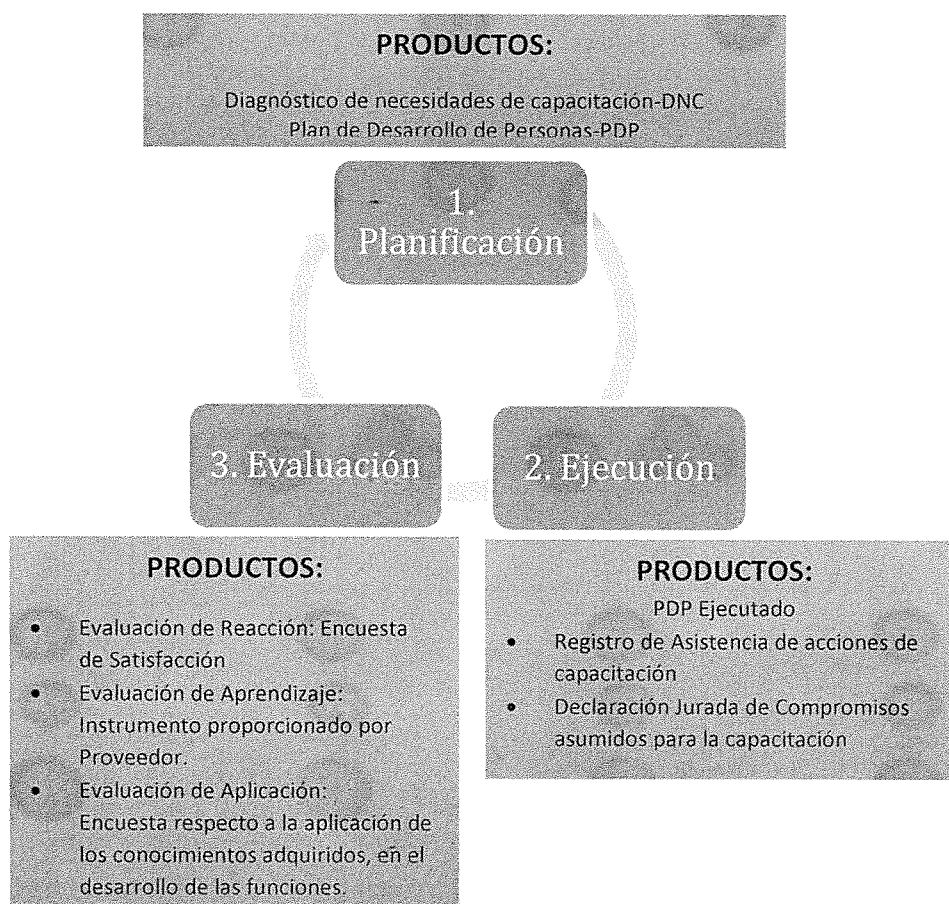 PRODUCTOS:
Diagnóstico de necesidades de capacitación-DNC
Plan de Desarrollo de Personas-PDP
1.
Planificación
3. Evaluación
2. Ejecución
PRODUCTOS:
• Evaluación de Reacción: Encuesta
de Satisfacción
• Evaluación de Aprendizaje:
Instrumento proporcionado por
Proveedor.
• Evaluación de Aplicación:
Encuesta respecto a la aplicación de
los conocimientos adquiridos, en el
desarrollo de las funciones.
PRODUCTOS:
PDP Ejecutado
• Registro de Asistencia de acciones de
capacitación
• Declaración Jurada de Compromisos
asumidos para la capacitación